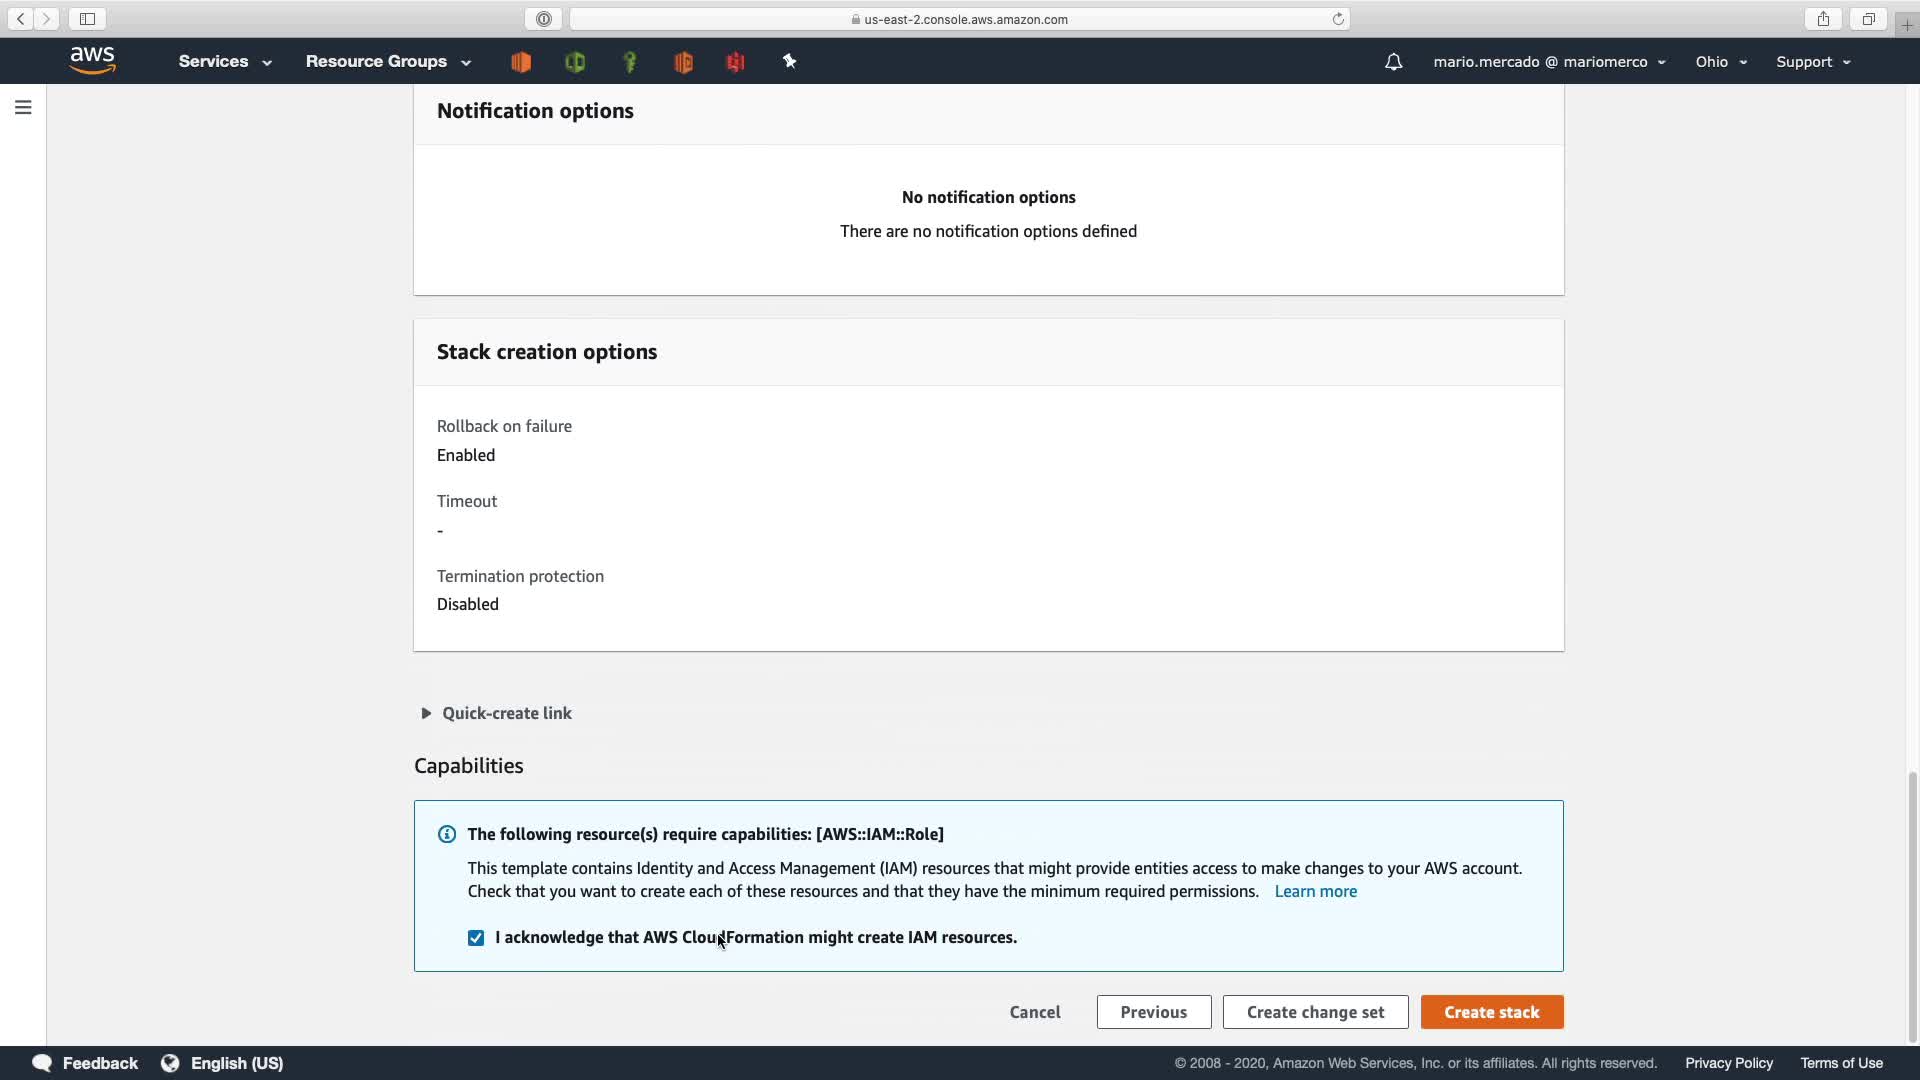 us-east-2.console.aws.amazon.com
aws
Services
Resource Groups
mario.mercado @ mariomerco
Ohio
Support
Notification options
No notification options
There are no notification options defined
Stack creation options
Rollback on failure
Enabled
Timeout
-
Termination protection
Disabled
Quick-create link
Capabilities
The following resource(s) require capabilities: [AWS::IAM::Role]
This template contains Identity and Access Management (IAM) resources that might provide entities access to make changes to your AWS account.
Check that you want to create each of these resources and that they have the minimum required permissions. Learn more
I acknowledge that AWS CloudFormation might create IAM resources.
Cancel
Previous
Create change set
Create stack
Feedback
English (US)
© 2008 - 2020, Amazon Web Services, Inc. or its affiliates. All rights reserved.
Privacy Policy
Terms of Use